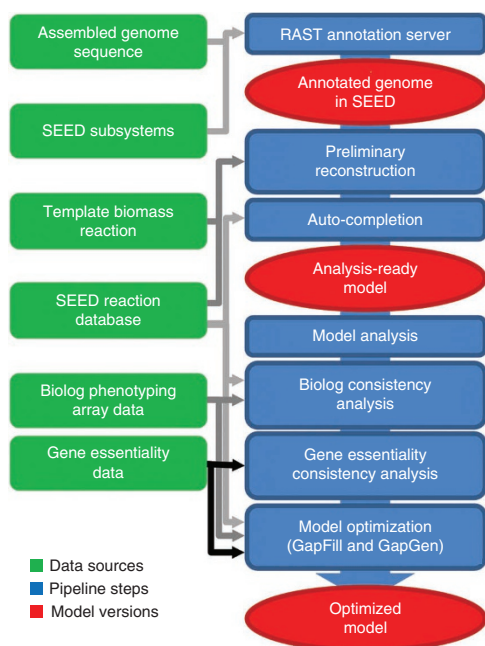 Assembled genome
sequence
SEED subsystems
Template biomass
reaction
SEED reaction
database
Biolog phenotyping
array data
Gene essentiality
data
RAST annotation server
Annotated genome
in SEED
Preliminary
reconstruction
Auto-completion
Analysis-ready
model
Model analysis
Biolog consistency
analysis
Gene essentiality
consistency analysis
Model optimization
(GapFill and GapGen)
Optimized
model
Data sources
Pipeline steps
Model versions